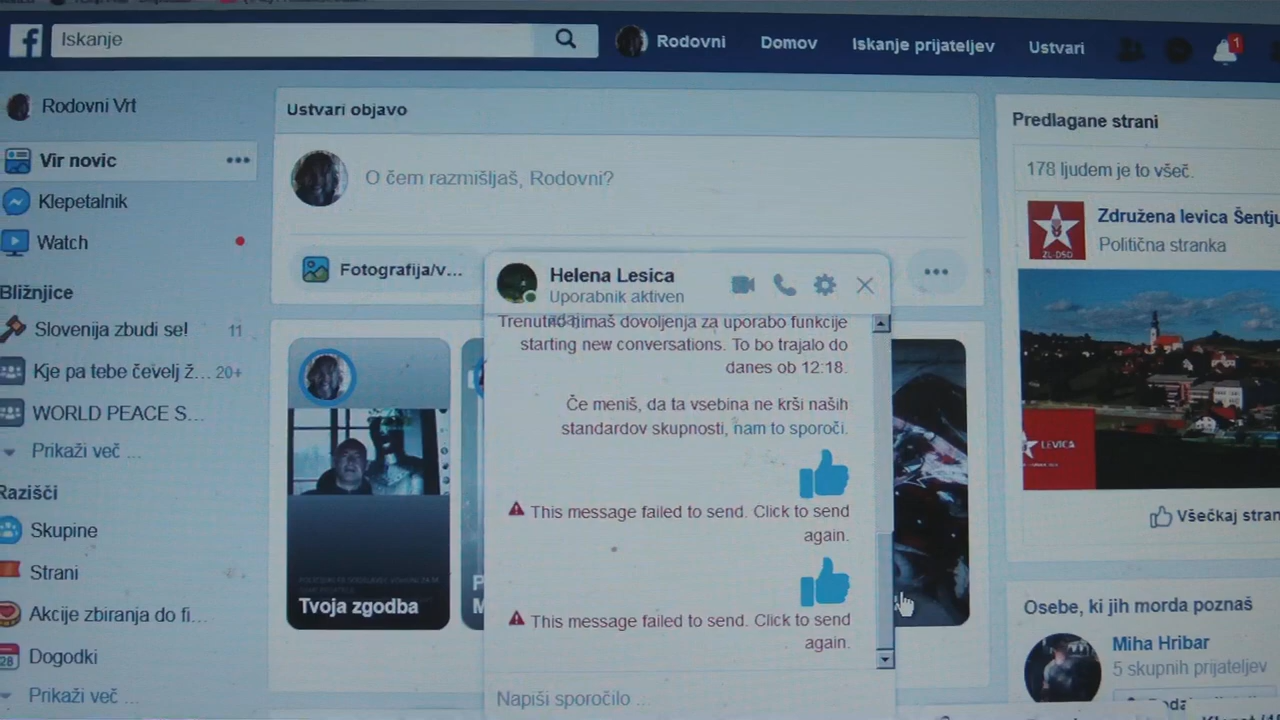 Iskanje
Rodovni
Domov
Iskanje prijateljev
Ustvari
1
Rodovni Vrt
Vir novic
Klepetalnik
Watch
Bližnjice
Slovenija zbudi se! 11
Kje pa tebe čevelj ž... 20+
WORLD PEACE S...
Prikaži več ...
Razišči
Skupine
Strani
Akcije zbiranja do fi...
28 Dogodki
Prikaži več ...
Ustvari objavo
O čem razmišljaš, Rodovni?
Fotografija/v...
Tvoja zgodba
Helena Lesica
Uporabnik aktiven
Trenutno nimaš dovoljenja za uporabo funkcije
starting new conversations. To bo trajalo do
danes ob 12:18.
Če meniš, da ta vsebina ne krši naših
standardov skupnosti, nam to sporoči.
This message failed to send. Click to send
again.
This message failed to send. Click to send
again.
Napiši sporočilo ...
Predlagane strani
178 ljudem je to všeč.
Združena levica Šentju
Politična stranka
ZL-DSD
LEVICA
Všečkaj stran
Osebe, ki jih morda poznaš
Miha Hribar
5 skupnih prijateljev